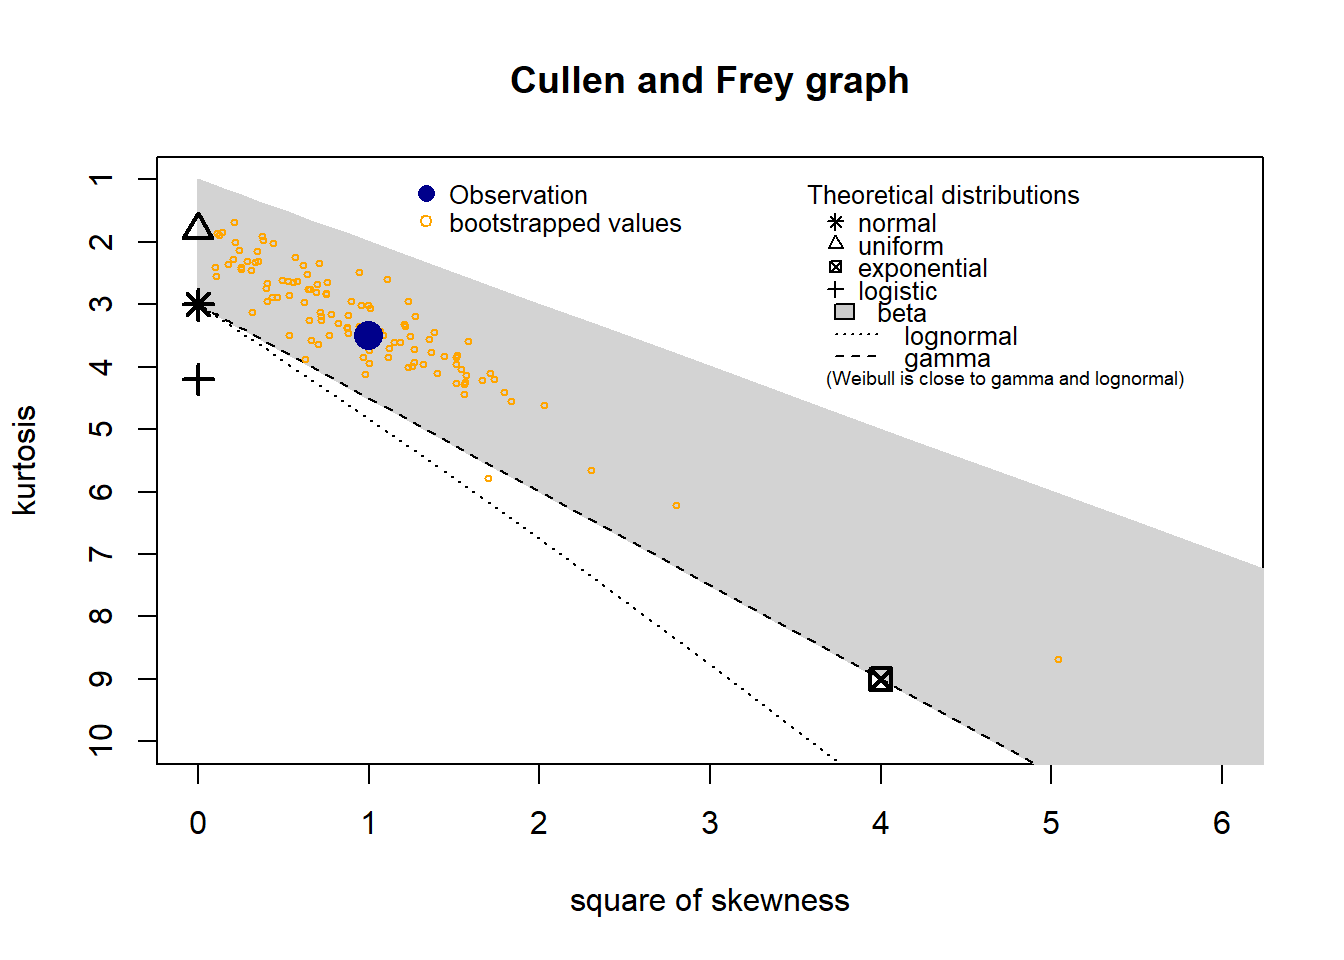 Cullen and Frey graph
Observation
bootstrapped values
Theoretical distributions
normal
uniform
exponential
logistic
beta
lognormal
gamma
(Weibull is close to gamma and lognormal)
kurtosis
1
2
3
4
5
6
7
8
9
10
0 1 2 3 4 5 6
square of skewness